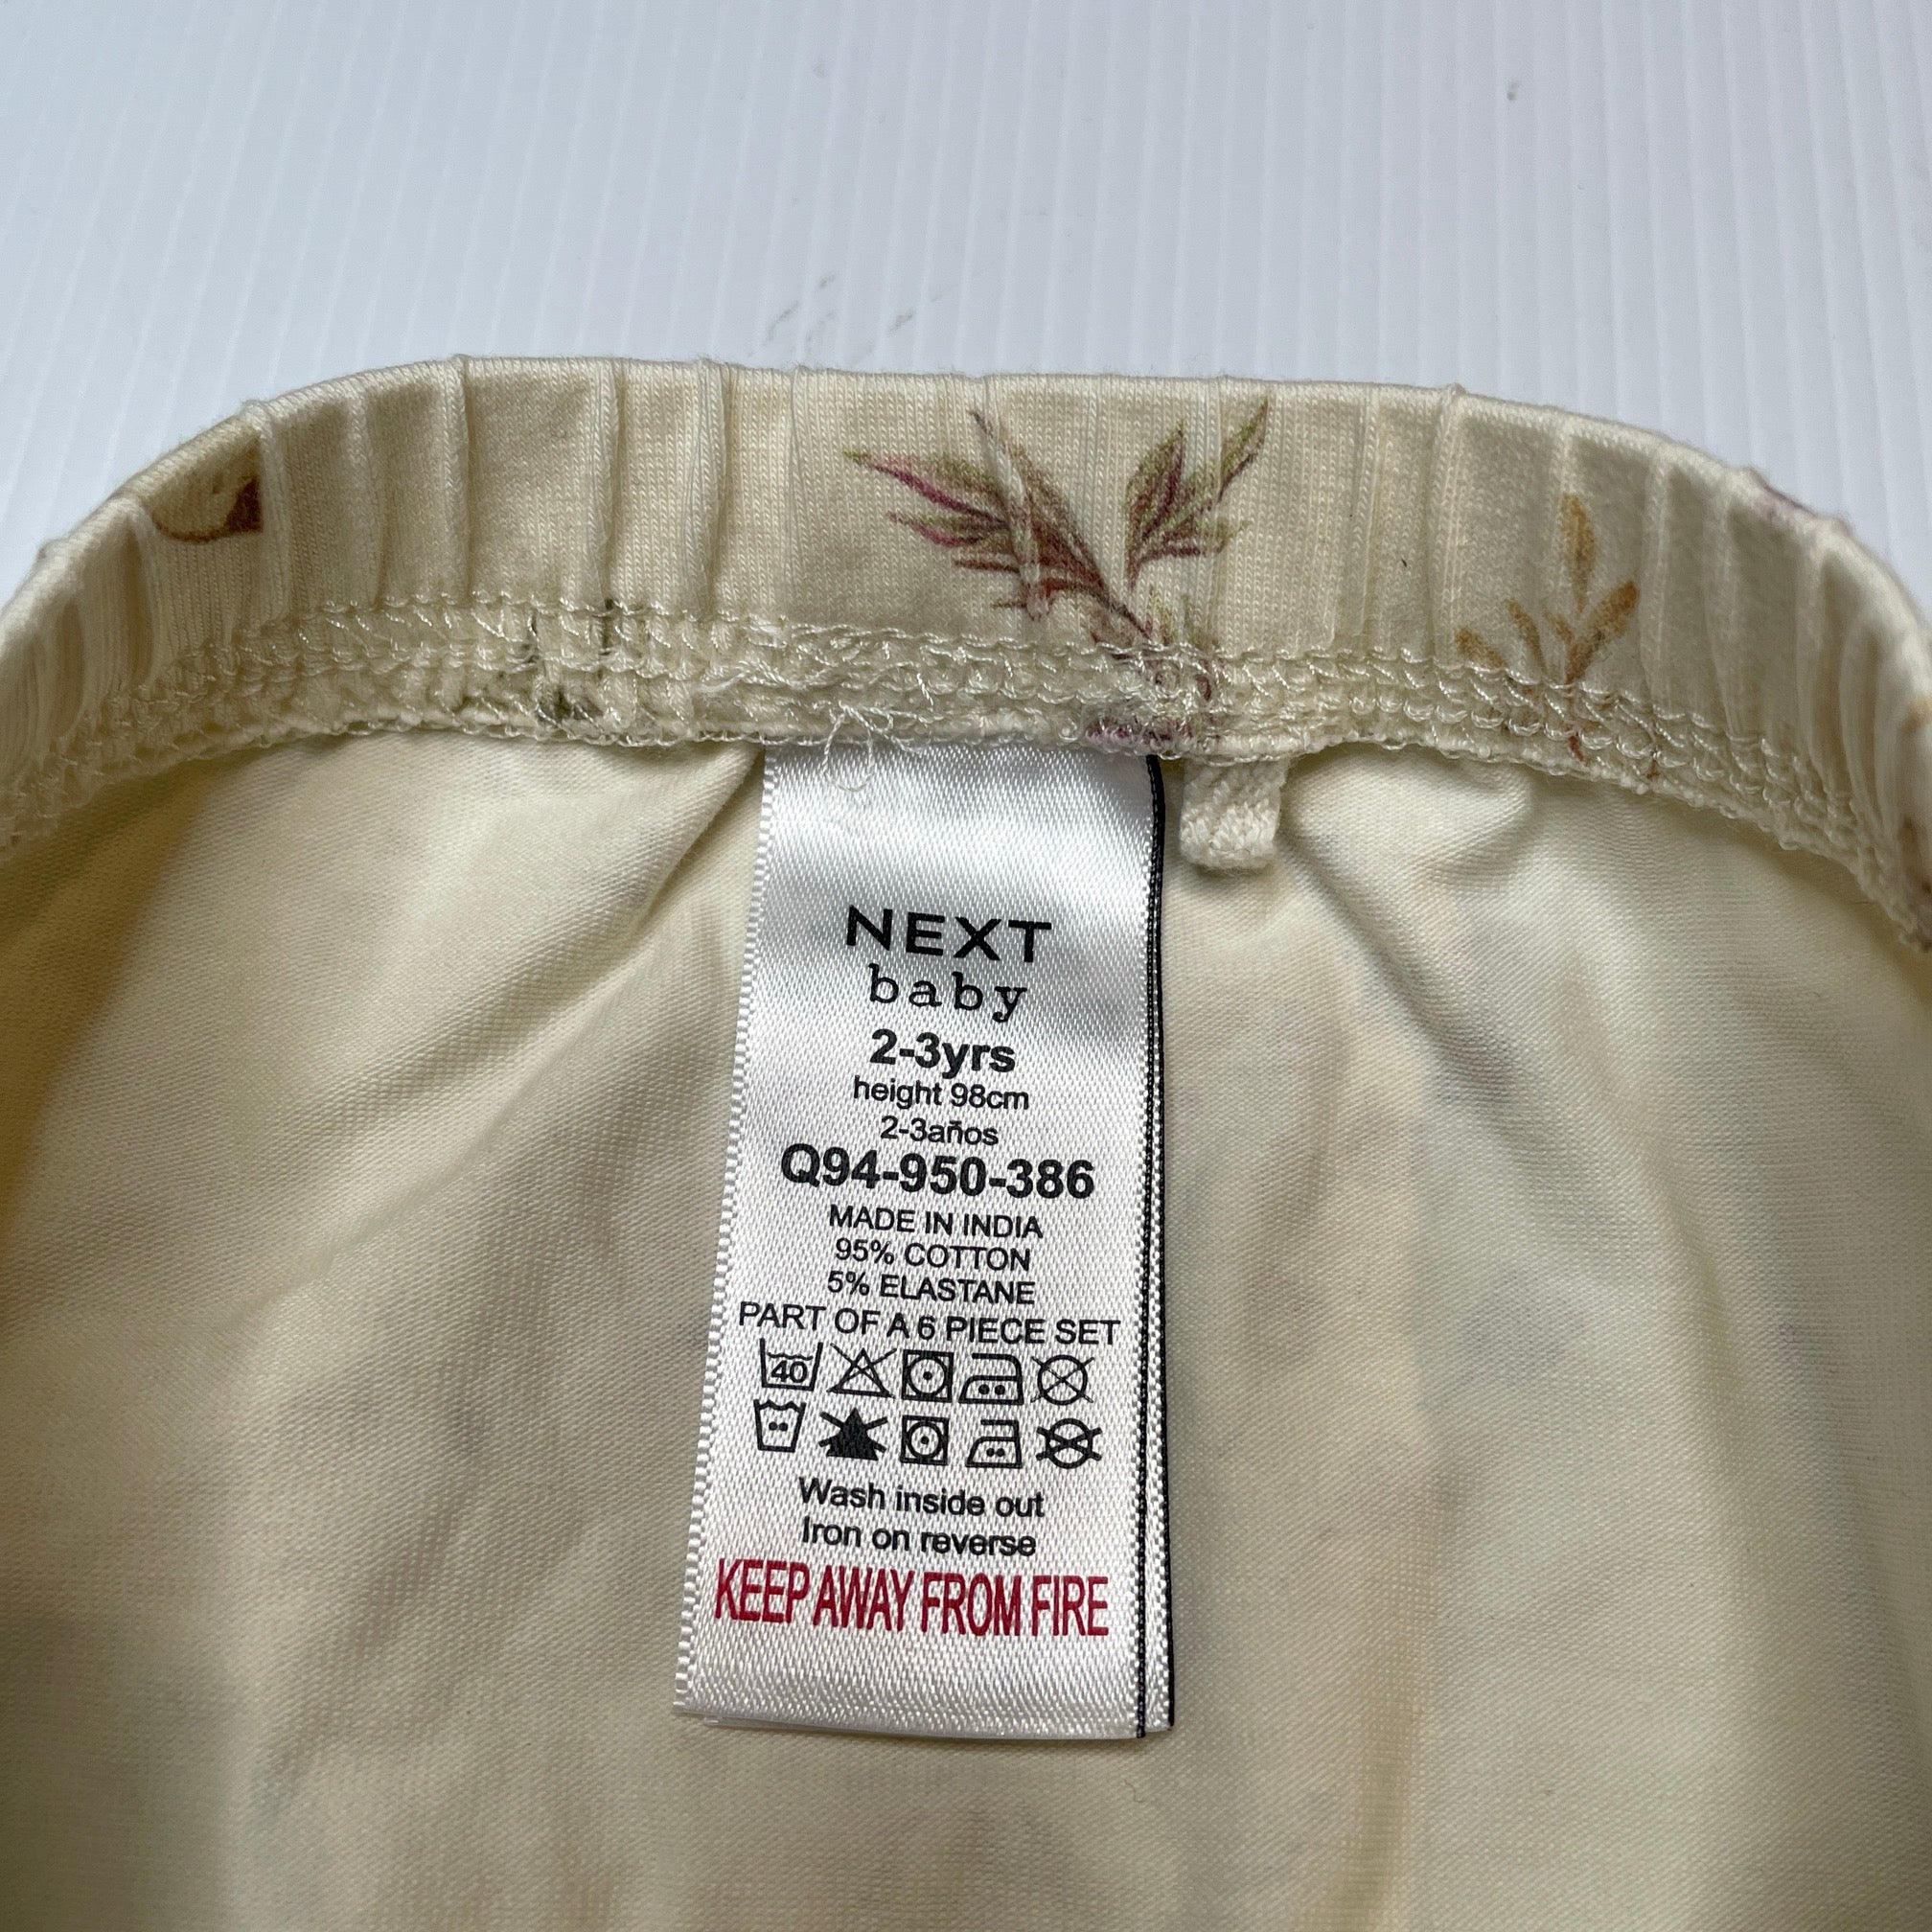 NEXT
baby
2-3yrs
height 98cm
2-3años
Q94-950-386
MADE IN INDIA
95% COTTON
5% ELASTANE
PART OF A 6 PIECE SET
40
Wash inside out
Iron on reverse
KEEP AWAY FROM FIRE